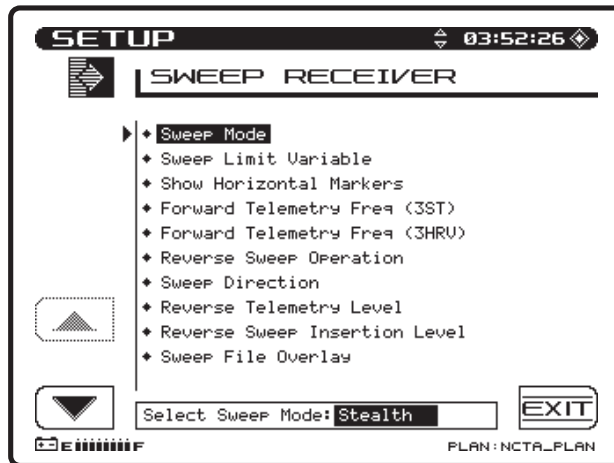 SETUP 03:52:26
SWEEP RECEIVER
Sweep Mode
Sweep Limit Variable
Show Horizontal Markers
Forward Telemetry Freq (3ST)
Forward Telemetry Freq (3HRV)
Reverse Sweep Operation
Sweep Direction
Reverse Telemetry Level
Reverse Sweep Insertion Level
Sweep File Overlay
Select Sweep Mode: Stealth
EXIT
E F
PLAN:NCTA_PLAN